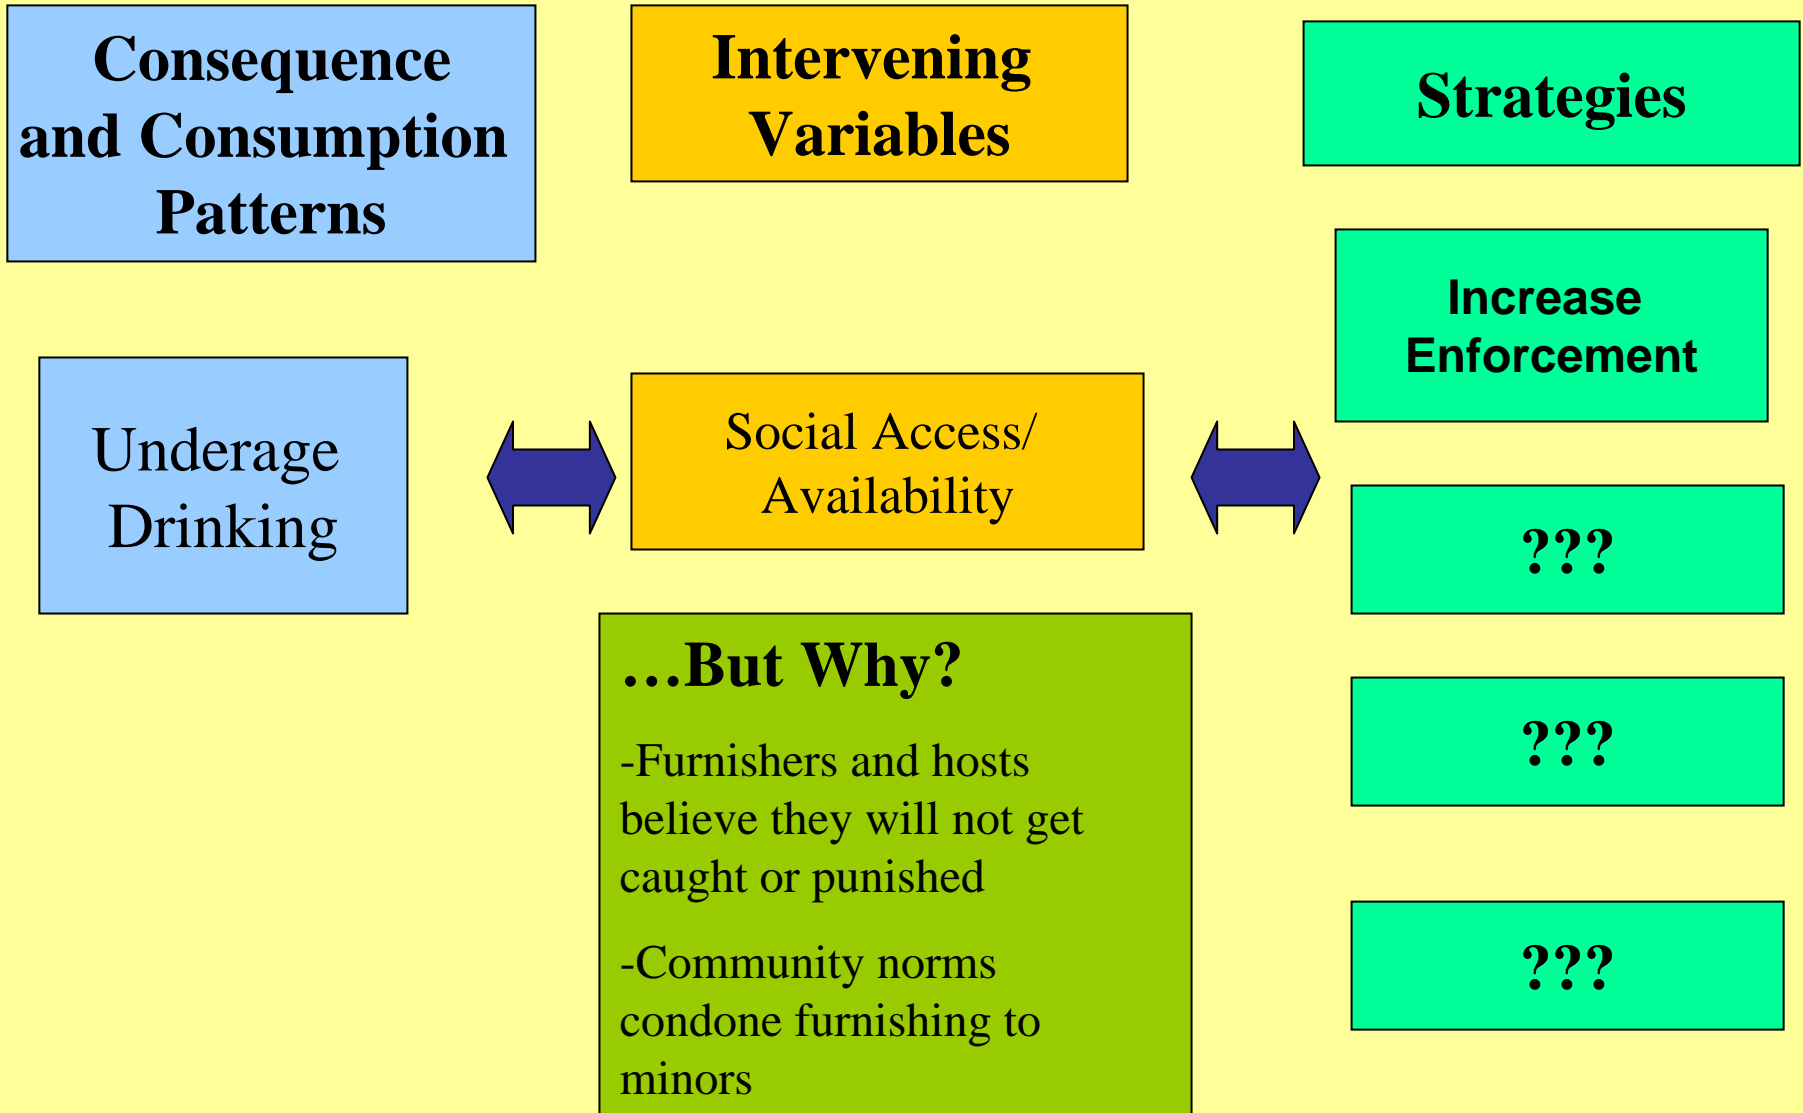 Consequence
and Consumption
Patterns
Intervening
Variables
Strategies
Underage
Drinking
Social Access/
Availability
…But Why?
-Furnishers and hosts
believe they will not get
caught or punished
-Community norms
condone furnishing to
minors
Increase
Enforcement
???
???
???